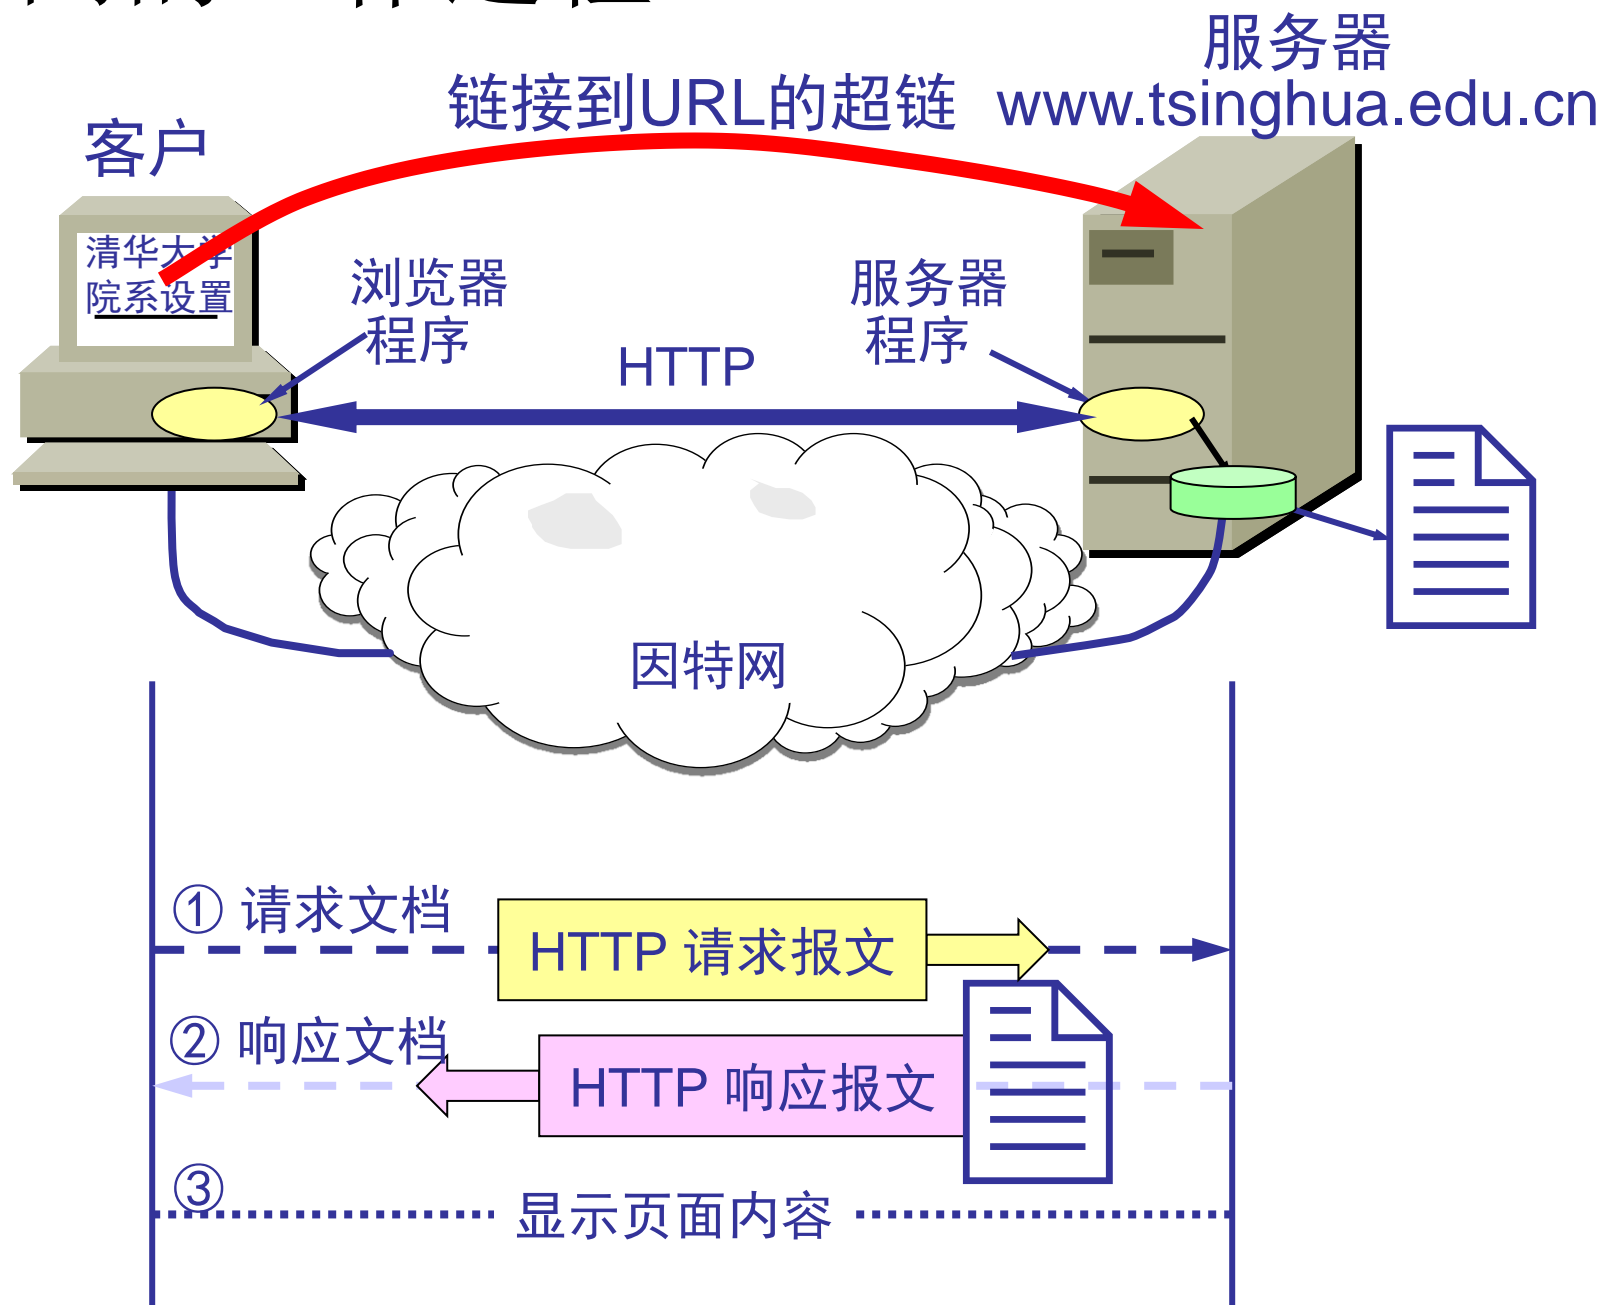 服务器
链接到URL的超链 www.tsinghua.edu.cn
客户
清华大学
院系设置
浏览器
程序
服务器
程序
HTTP
因特网
① 请求文档
HTTP 请求报文
② 响应文档
HTTP 响应报文
③
显示页面内容